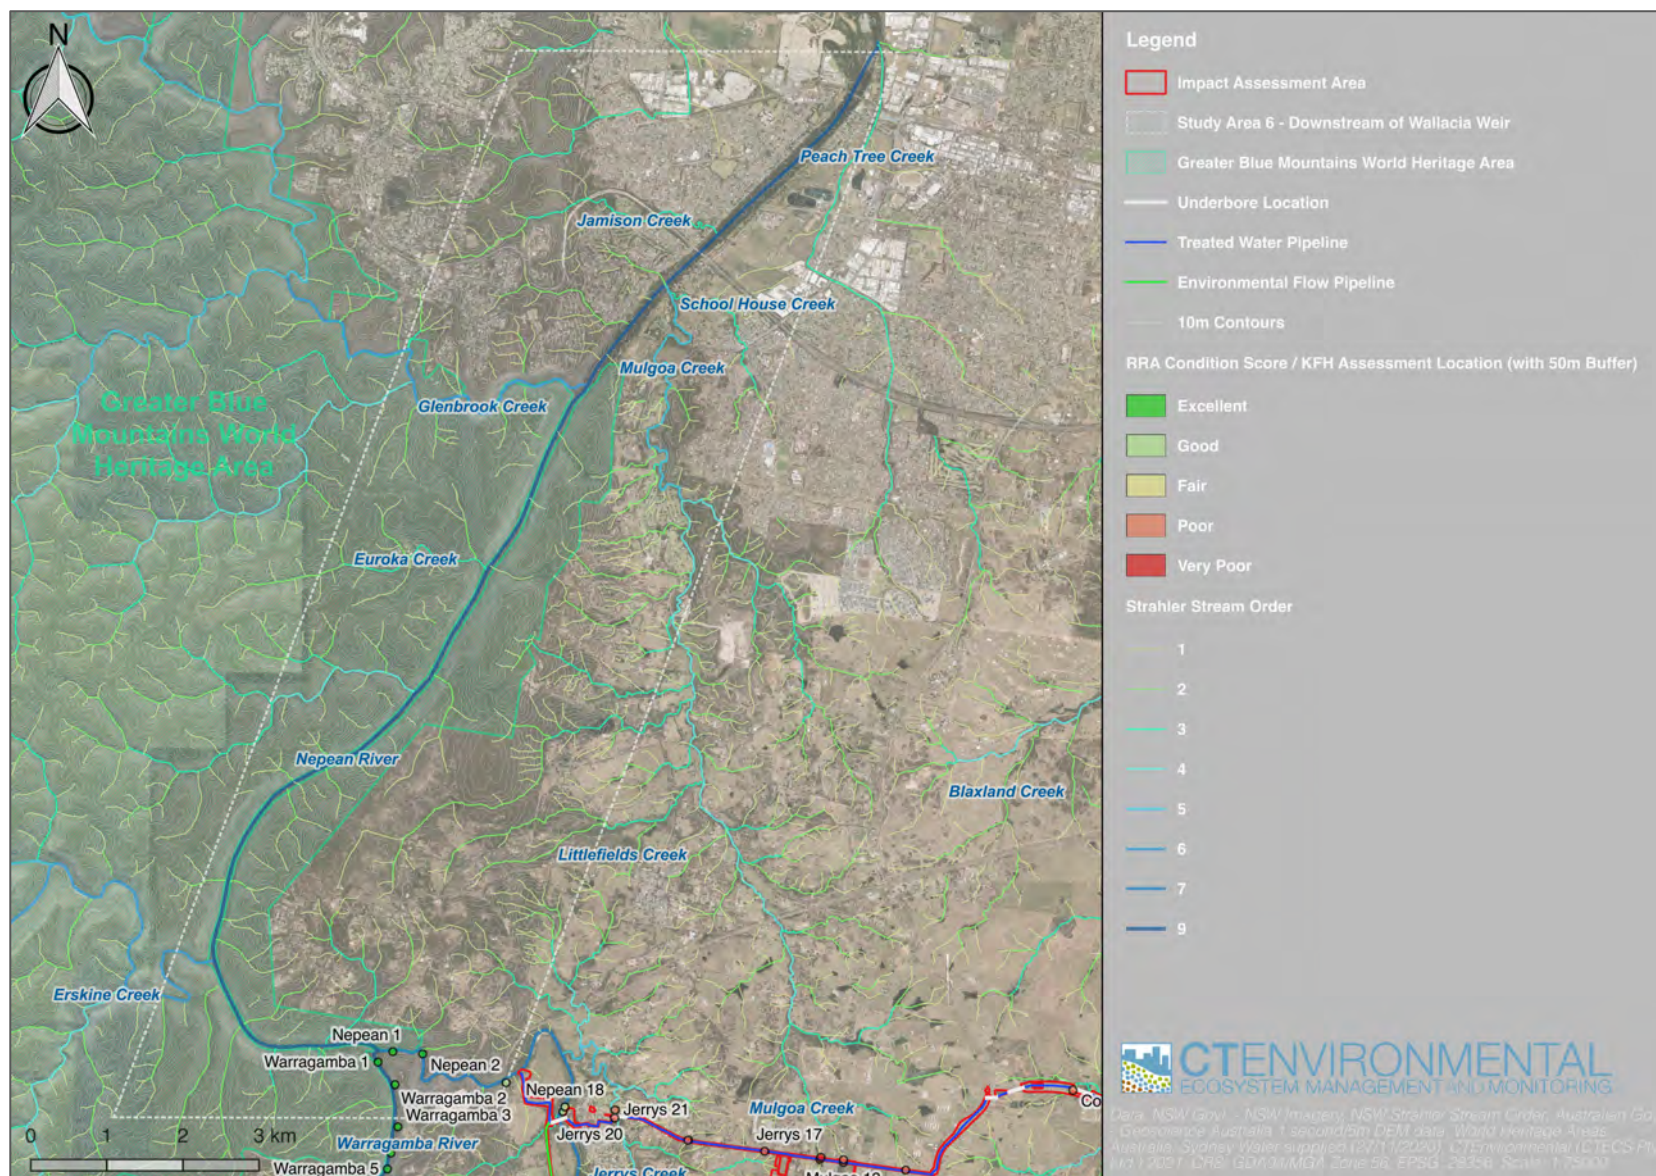 N
Peach Tree Creek
Jamison Creek
School House Creek
Mulgoa Creek
Glenbrook Creek
Greater Blue
Mountains World
Heritage Area
Euroka Creek
Nepean River
Blaxland Creek
Littlefields Creek
Erskine Creek
Nepean 1
Warragamba 1
Nepean 2
Warragamba 2
Nepean 18
Warragamba 3
Jerrys 21
Mulgoa Creek
Jerrys 20
Jerrys 17
Warragamba River
Warragamba 5
Jerrys Creek
Co
0 1 2 3 km
Legend
Impact Assessment Area
Study Area 6 - Downstream of Wallacia Weir
Greater Blue Mountains World Heritage Area
Underbore Location
Treated Water Pipeline
Environmental Flow Pipeline
10m Contours
RRA Condition Score / KFH Assessment Location (with 50m Buffer)
Excellent
Good
Fair
Poor
Very Poor
Strahler Stream Order
1
2
3
4
5
6
7
9
CTENVIRONMENTAL
ECOSYSTEM MANAGEMENT AND MONITORING